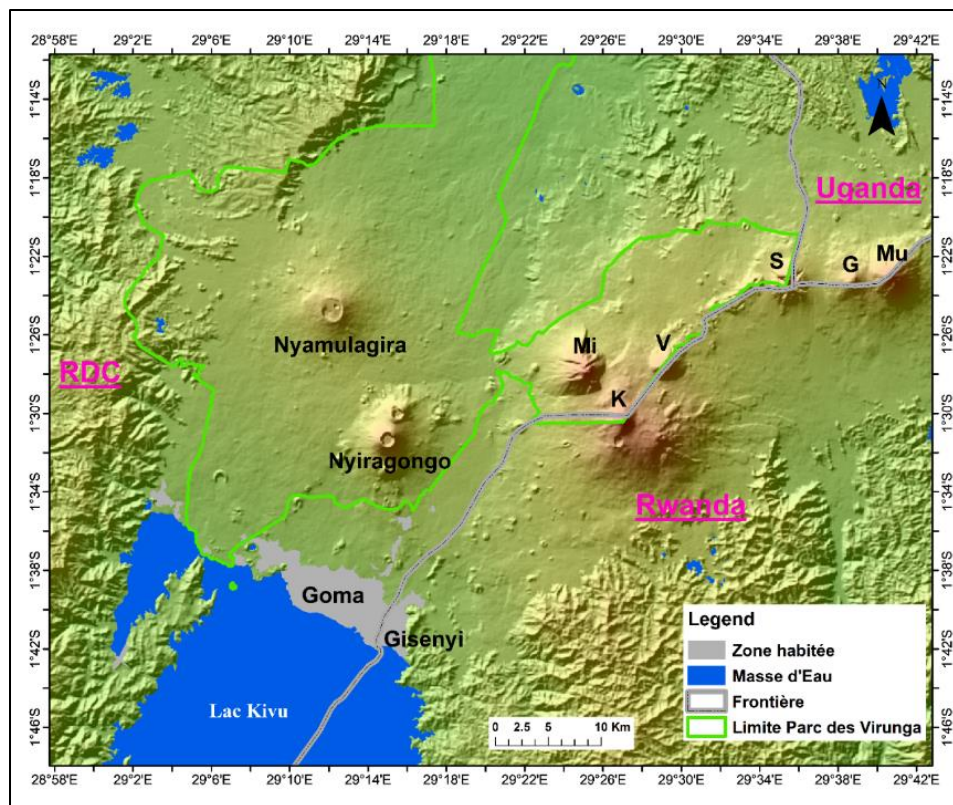 28°58'E 29°2'E 29°6'E 29°10'E 29°14'E 29°18'E 29°22'E 29°26'E 29°30'E 29°34'E 29°38'E 29°42'E
1°14'S 1°14'S
N
1°18'S 1°18'S
Uganda
1°22'S 1°22'S
S G Mu
1°26'S 1°26'S
Nyamulagira Mi V
RDC
1°30'S 1°30'S
K
Nyiragongo
1°34'S 1°34'S
Rwanda
1°38'S 1°38'S
Goma
Gisenyi
1°42'S 1°42'S
Lac Kivu
1°46'S 1°46'S
0 2.5 5 10 Km
Legend
Zone habitée
Masse d'Eau
Frontière
Limite Parc des Virunga
28°58'E 29°2'E 29°6'E 29°10'E 29°14'E 29°18'E 29°22'E 29°26'E 29°30'E 29°34'E 29°38'E 29°42'E